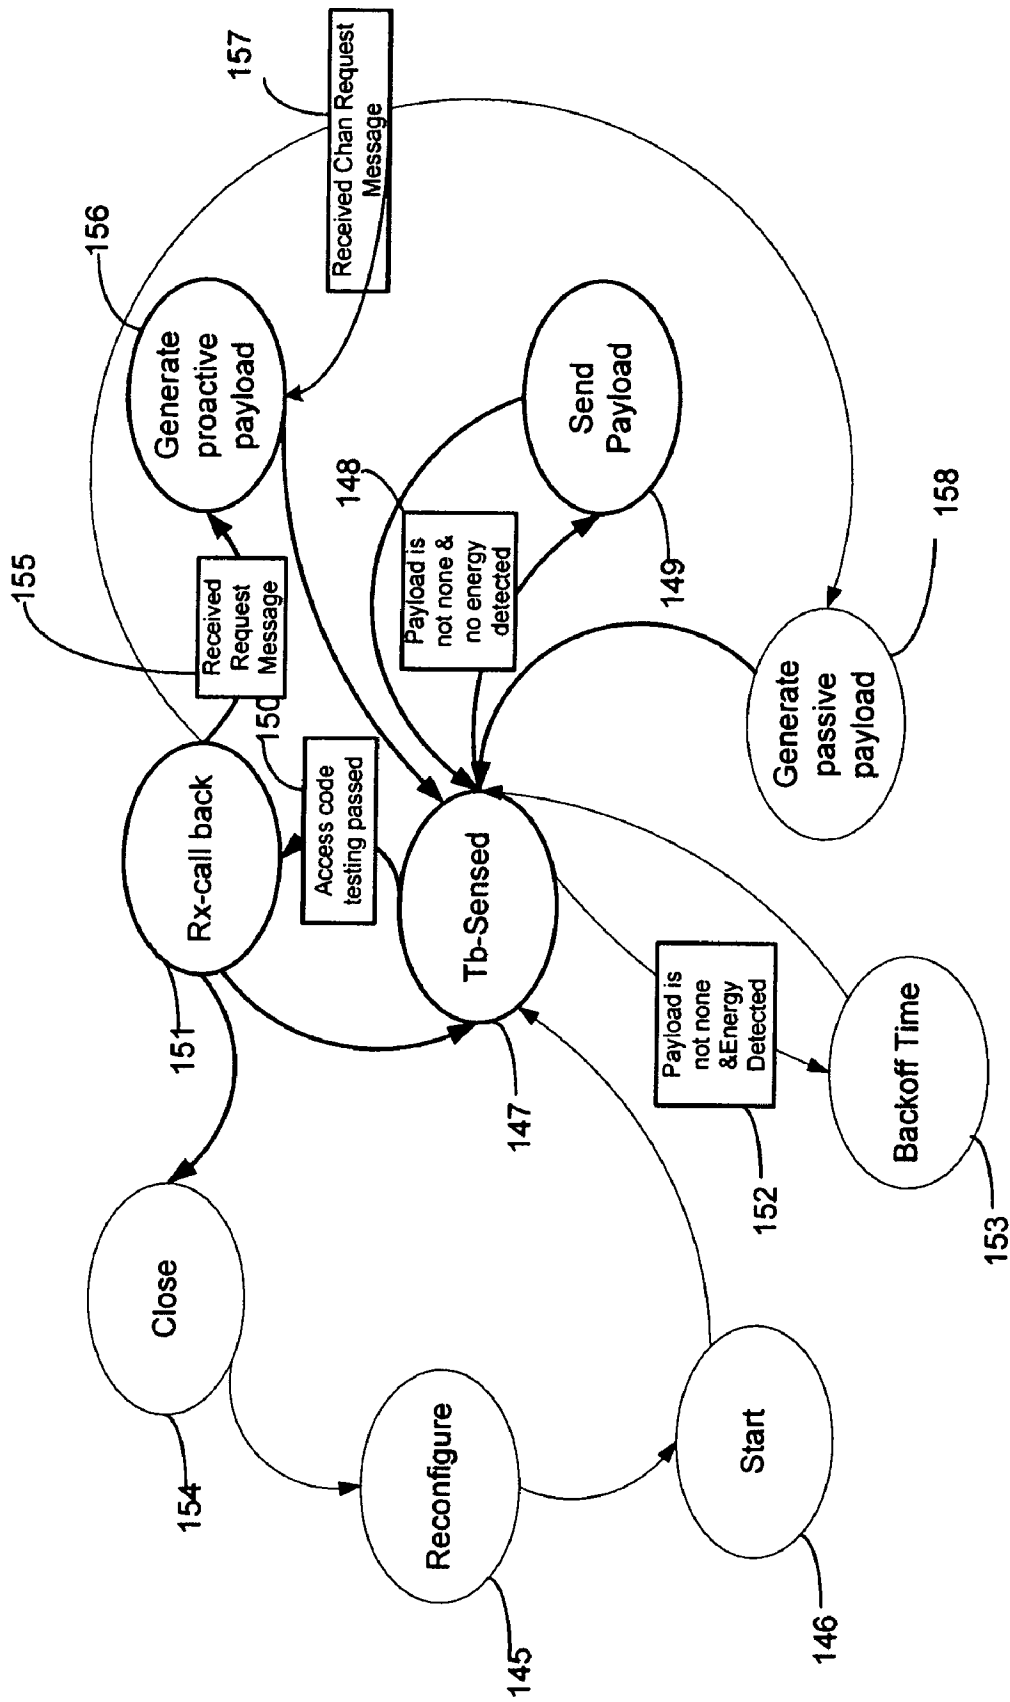 157
Received Chan Request
Message
156
Generate
proactive
payload
155
Received
Request
Message
148
Payload is
not none &
no energy
detected
Send
Payload
149
158
Generate
passive
payload
150
Access code
testing passed
Rx-call back
151
Tb-Sensed
147
Payload is
not none
&Energy
Detected
152
Backoff Time
153
Close
154
Reconfigure
145
Start
146